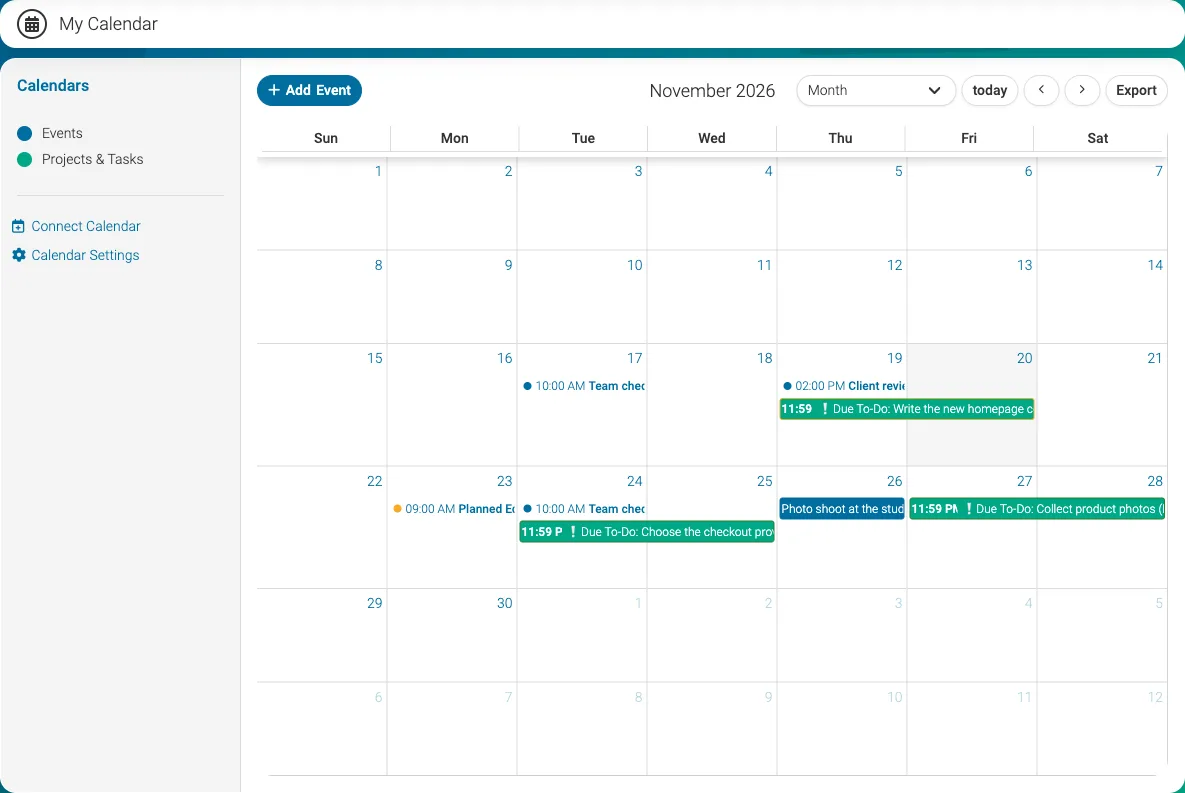 My Calendar
Calendars
Events
Projects & Tasks
Connect Calendar
Calendar Settings
+ Add Event
November 2026
Month
today
Export
Sun Mon Tue Wed Thu Fri Sat
1 2 3 4 5 6 7
8 9 10 11 12 13 14
15 16 17 18 19 20 21
10:00 AM Team chec
02:00 PM Client revie
11:59 ! Due To-Do: Write the new homepage c
22 23 24 25 26 27 28
09:00 AM Planned Ec
10:00 AM Team chec
Photo shoot at the stud
11:59 PM ! Due To-Do: Collect product photos (
11:59 P ! Due To-Do: Choose the checkout pro
29 30 1 2 3 4 5
6 7 8 9 10 11 12